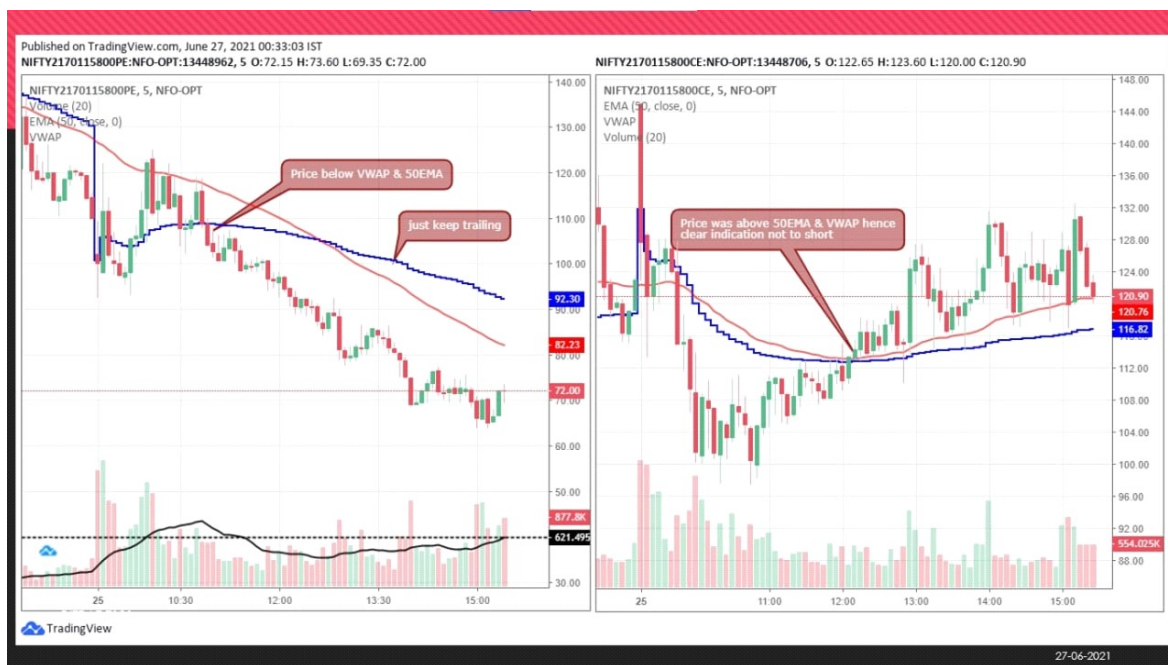 Published on TradingView.com, June 27, 2021 00:33:03 IST
NIFTY2170115800PE:NFO-OPT:13448962, 5 O:72.15 H:73.60 L:69.35 C:72.00
NIFTY2170115800PE, 5, NFO-OPT
Volume (20)
EMA (50, close, 0)
VWAP
Price below VWAP & 50EMA
just keep trailing
140.00
130.00
120.00
110.00
100.00
92.30
90.00
82.23
80.00
72.00
70.00
60.00
50.00
877.8K
621.495
30.00
25 10:30 12:00 13:30 15:00
NIFTY2170115800CE:NFO-OPT:13448706, 5 O:122.65 H:123.60 L:120.00 C:120.90
NIFTY2170115800CE, 5, NFO-OPT
EMA (50, close, 0)
VWAP
Volume (20)
Price was above 50EMA & VWAP hence
clear indication not to short
148.00
144.00
140.00
136.00
132.00
128.00
124.00
120.90
120.76
116.82
112.00
108.00
104.00
100.00
96.00
92.00
554.025K
88.00
25 11:00 12:00 13:00 14:00 15:00
TradingView
27-06-2021